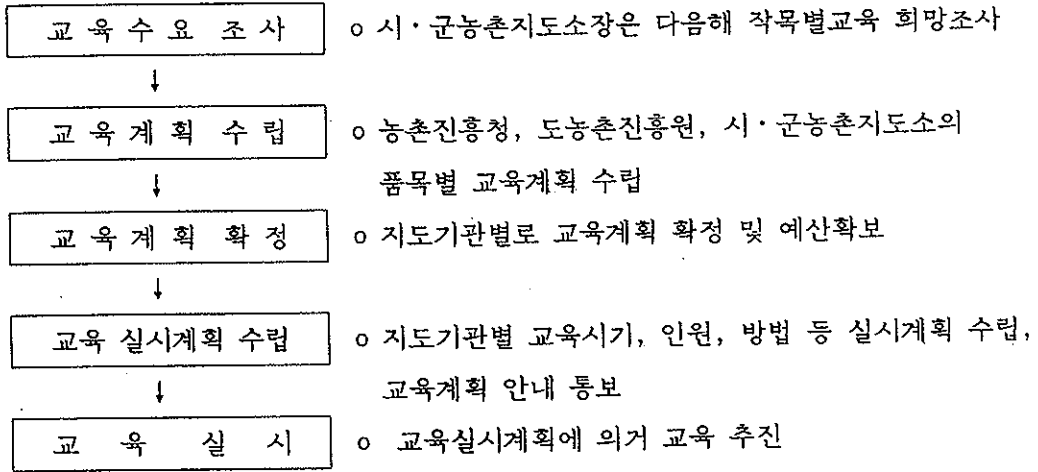 교 육 수 요 조 사 o 시·군농촌지도소장은 다음해 작목별교육 희망조사
↓
교 육 계 획 수 립 o 농촌진흥청, 도농촌진흥원, 시·군농촌지도소의
↓ 품목별 교육계획 수립
교 육 계 획 확 정 o 지도기관별로 교육계획 확정 및 예산확보
↓
교육 실시계획 수립 o 지도기관별 교육시기, 인원, 방법 등 실시계획 수립,
↓ 교육계획 안내 통보
교 육 실 시 o 교육실시계획에 의거 교육 추진